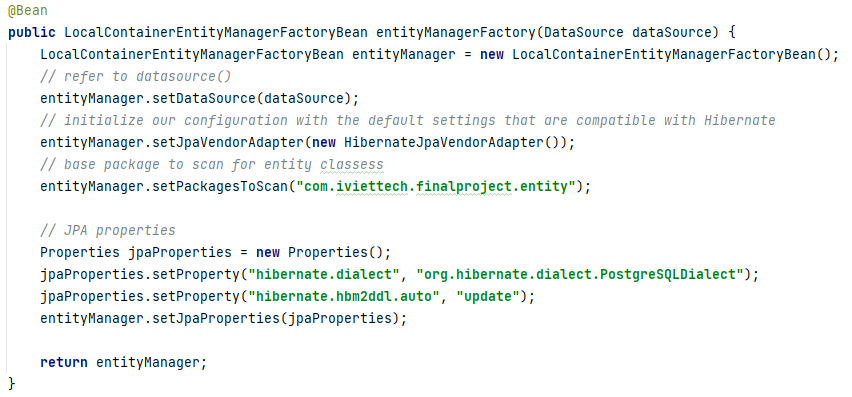 @Bean
public LocalContainerEntityManagerFactoryBean entityManagerFactory(DataSource dataSource) {
    LocalContainerEntityManagerFactoryBean entityManager = new LocalContainerEntityManagerFactoryBean();
    // refer to datasource()
    entityManager.setDataSource(dataSource);
    // initialize our configuration with the default settings that are compatible with Hibernate
    entityManager.setJpaVendorAdapter(new HibernateJpaVendorAdapter());
    // base package to scan for entity classess
    entityManager.setPackagesToScan("com.iviettech.finalproject.entity");

    // JPA properties
    Properties jpaProperties = new Properties();
    jpaProperties.setProperty("hibernate.dialect", "org.hibernate.dialect.PostgreSQLDialect");
    jpaProperties.setProperty("hibernate.hbm2ddl.auto", "update");
    entityManager.setJpaProperties(jpaProperties);

    return entityManager;
}